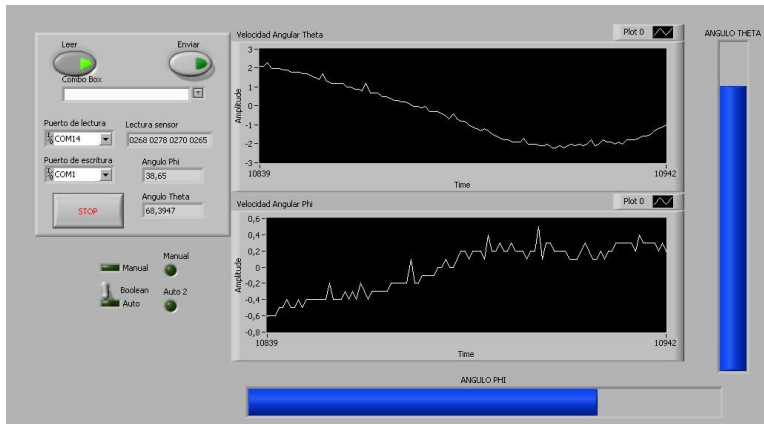 Leer
Enviar
Combo Box
Puerto de lectura
COM14
Lectura sensor
0268 0278 0270 0265
Puerto de escritura
COM1
Angulo Phi
38,65
Angulo Theta
68,3947
STOP
Manual
Manual
Boolean
Auto
Auto 2
Velocidad Angular Theta
Plot 0
Amplitude
3
2
1
0
-1
-2
-3
10839
10942
Time
Velocidad Angular Phi
Plot 0
Amplitude
0,6
0,4
0,2
0
-0,2
-0,4
-0,6
-0,8
10839
10942
Time
ANGULO THETA
ANGULO PHI